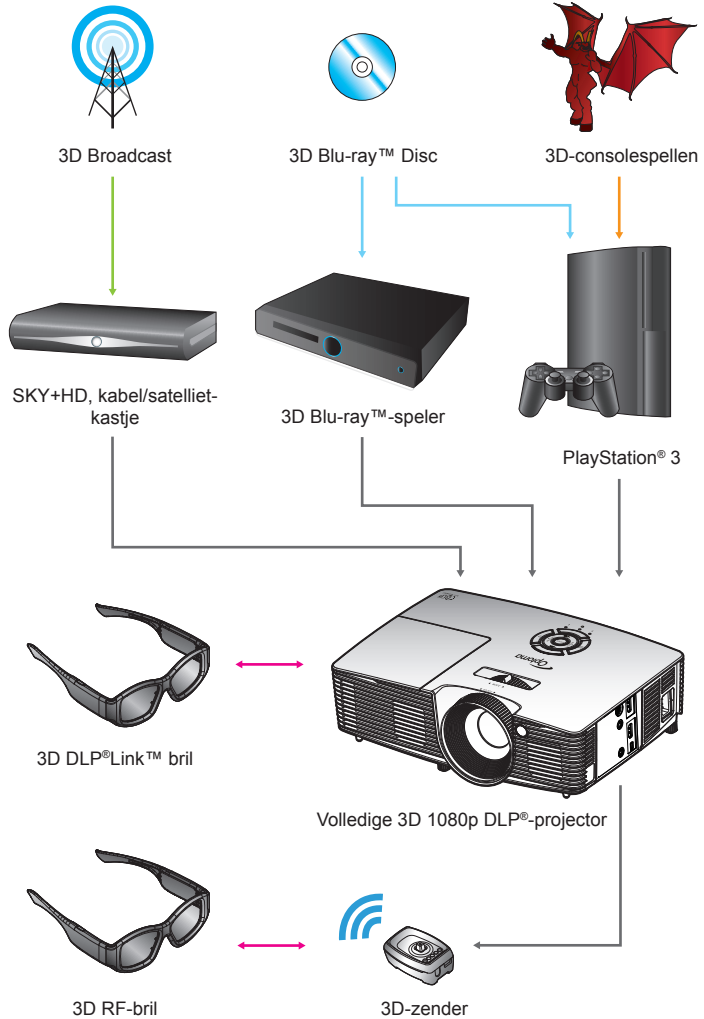 3D Broadcast
3D Blu-ray™ Disc
3D-consolespellen
SKY+HD, kabel/satelliet-
kastje
3D Blu-ray™-speler
PlayStation® 3
Optoma
3D DLP®Link™ bril
Volledige 3D 1080p DLP®-projector
3D RF-bril
3D-zender